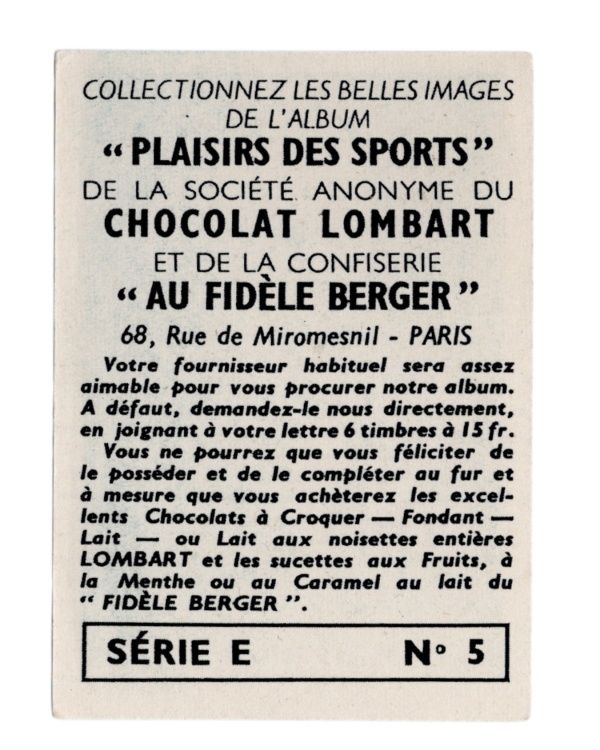 COLLECTIONNEZ LES BELLES IMAGES
DE L'ALBUM
“ PLAISIRS DES SPORTS ”
DE LA SOCIÉTÉ ANONYME DU
CHOCOLAT LOMBART
ET DE LA CONFISERIE
“ AU FIDÈLE BERGER ”
68, Rue de Miromesnil - PARIS
Votre fournisseur habituel sera assez
aimable pour vous procurer notre album.
A défaut, demandez-le nous directement,
en joignant à votre lettre 6 timbres à 15 fr.
Vous ne pourrez que vous féliciter de
le posséder et de le compléter au fur et
à mesure que vous achèterez les excel-
lents Chocolats à Croquer — Fondant —
Lait — ou Lait aux noisettes entières
LOMBART et les sucettes aux Fruits, à
la Menthe ou au Caramel au lait du
“ FIDÈLE BERGER ”.
SÉRIE E N° 5